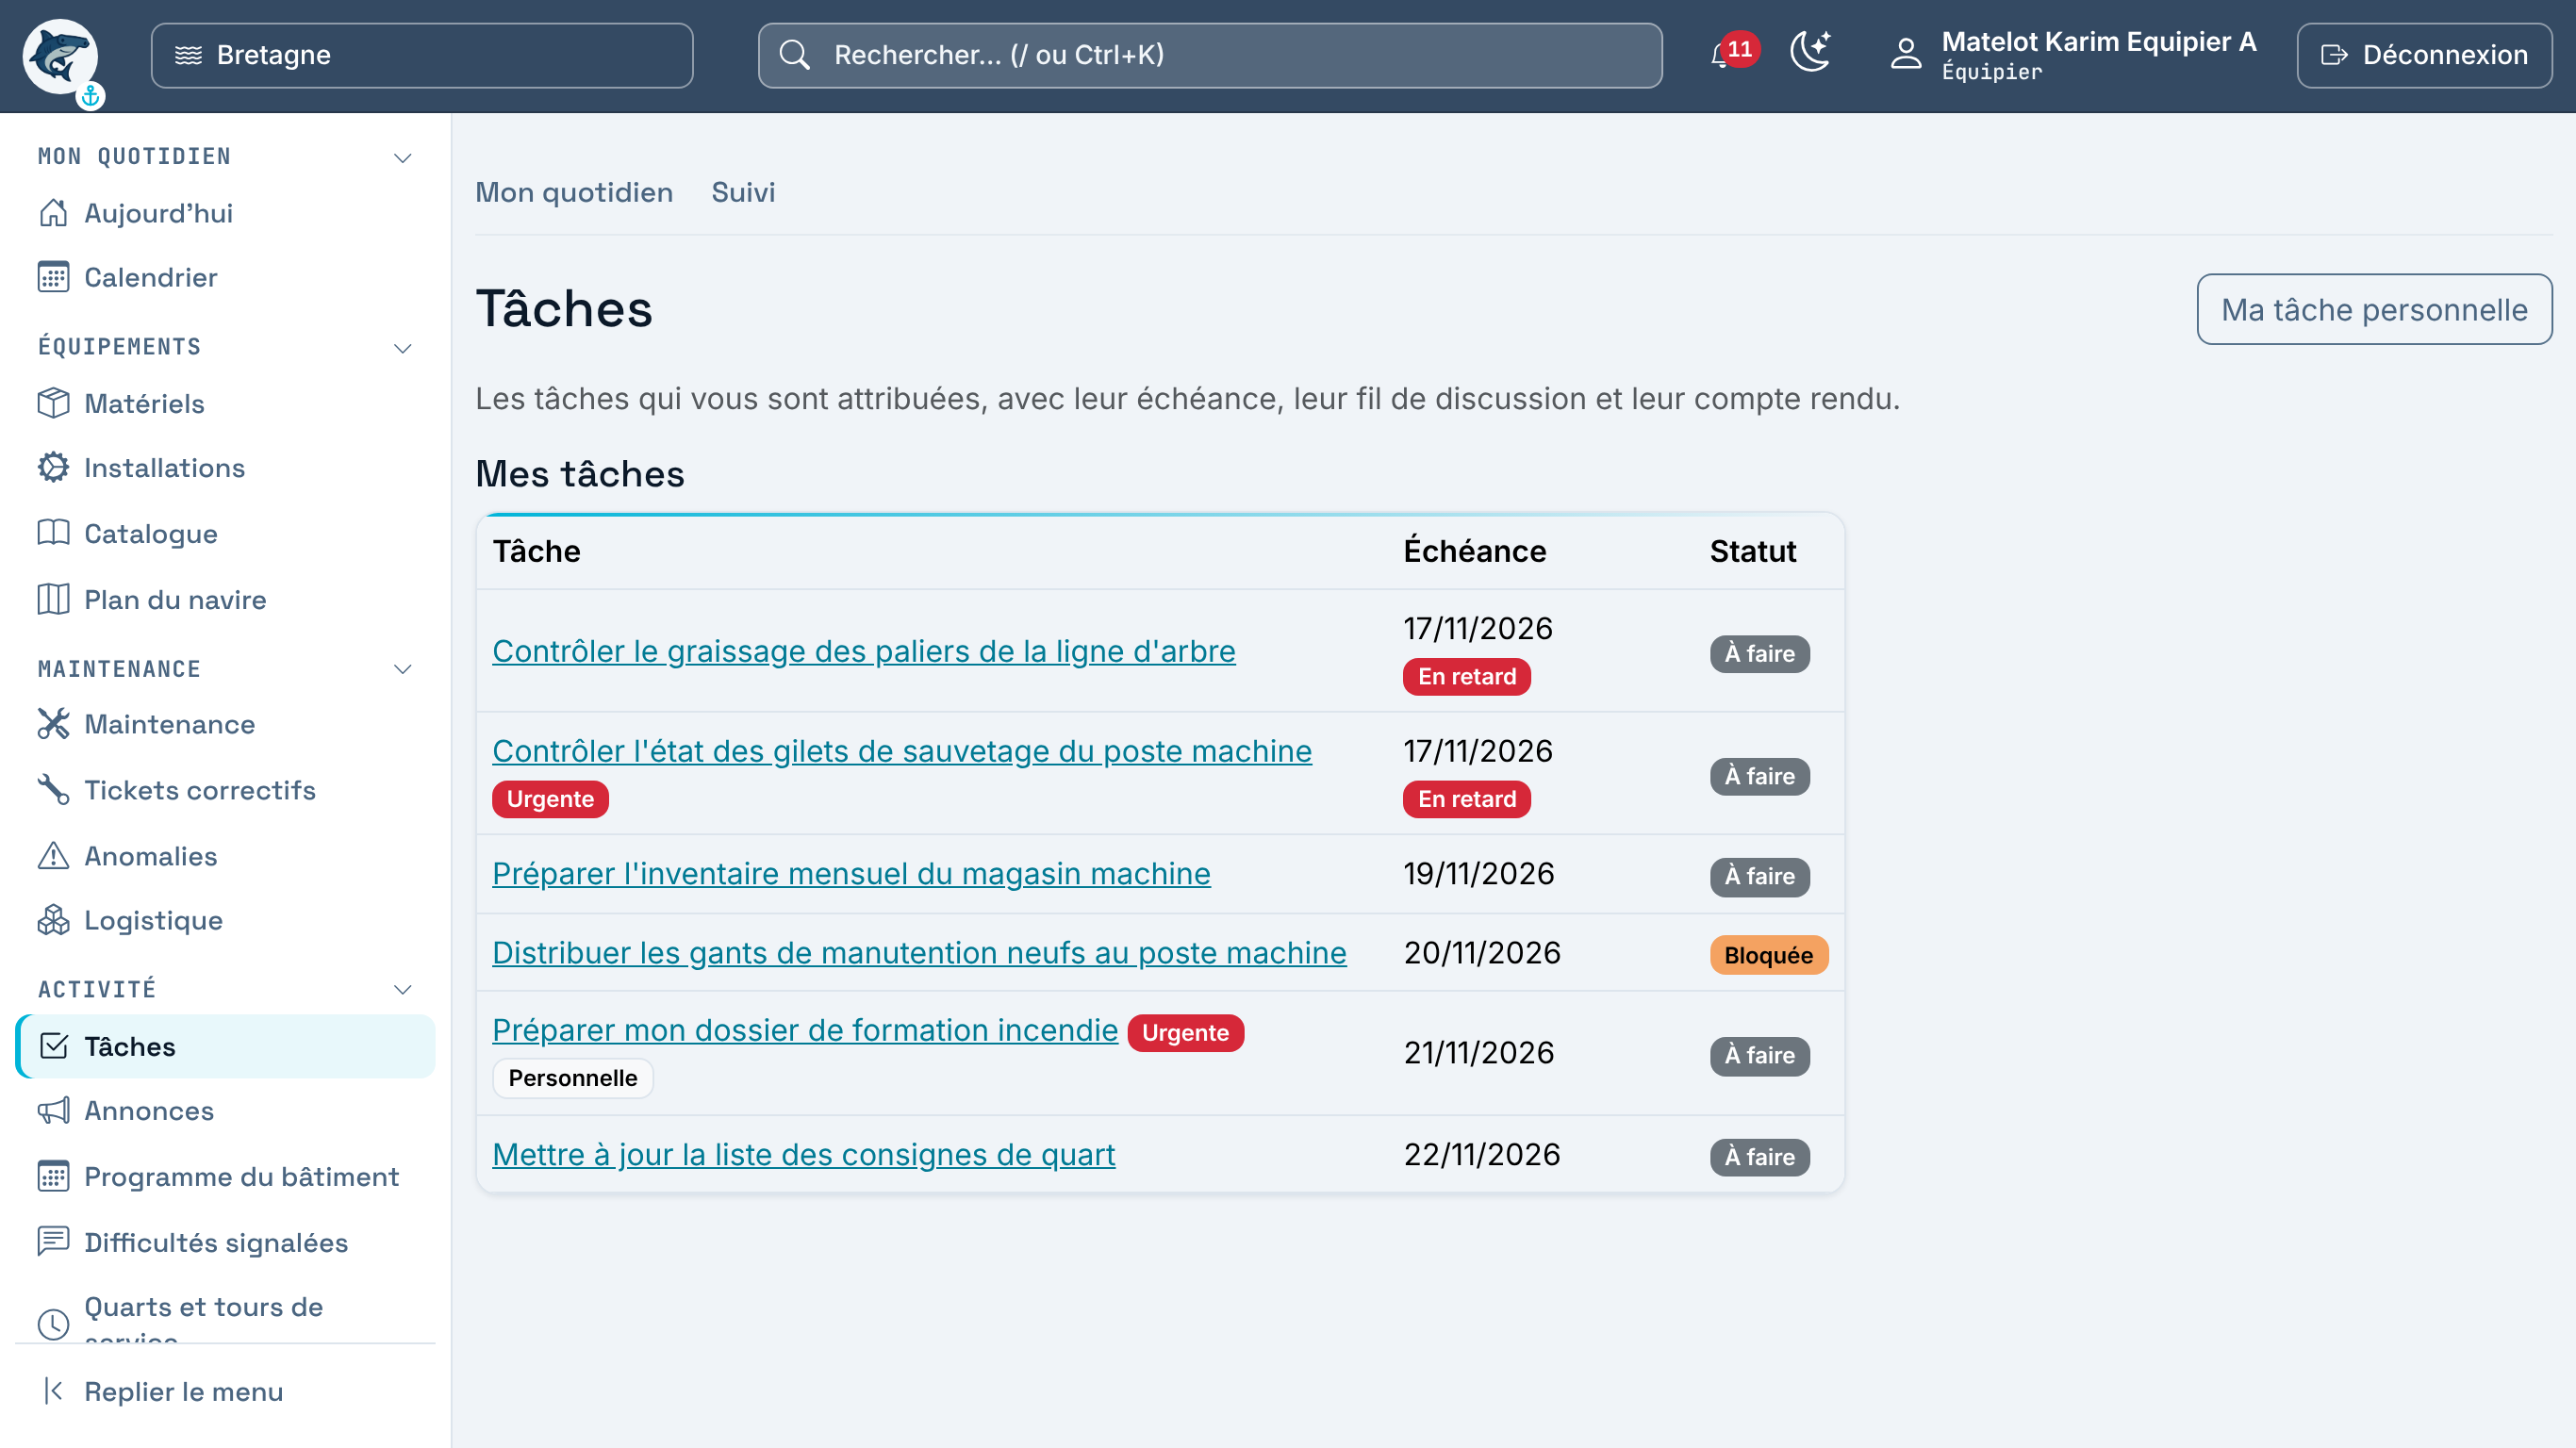 Bretagne
Rechercher... (/ ou Ctrl+K)
11
Matelot Karim Equipier A
Équipier
Déconnexion
MON QUOTIDIEN
Aujourd'hui
Calendrier
ÉQUIPEMENTS
Matériels
Installations
Catalogue
Plan du navire
MAINTENANCE
Maintenance
Tickets correctifs
Anomalies
Logistique
ACTIVITÉ
Tâches
Annonces
Programme du bâtiment
Difficultés signalées
Quarts et tours de
service
Replier le menu
Mon quotidien Suivi
Tâches
Ma tâche personnelle
Les tâches qui vous sont attribuées, avec leur échéance, leur fil de discussion et leur compte rendu.
Mes tâches
Tâche Échéance Statut
Contrôler le graissage des paliers de la ligne d'arbre 17/11/2026 En retard À faire
Contrôler l'état des gilets de sauvetage du poste machine Urgente 17/11/2026 En retard À faire
Préparer l'inventaire mensuel du magasin machine 19/11/2026 À faire
Distribuer les gants de manutention neufs au poste machine 20/11/2026 Bloquée
Préparer mon dossier de formation incendie Urgente Personnelle 21/11/2026 À faire
Mettre à jour la liste des consignes de quart 22/11/2026 À faire